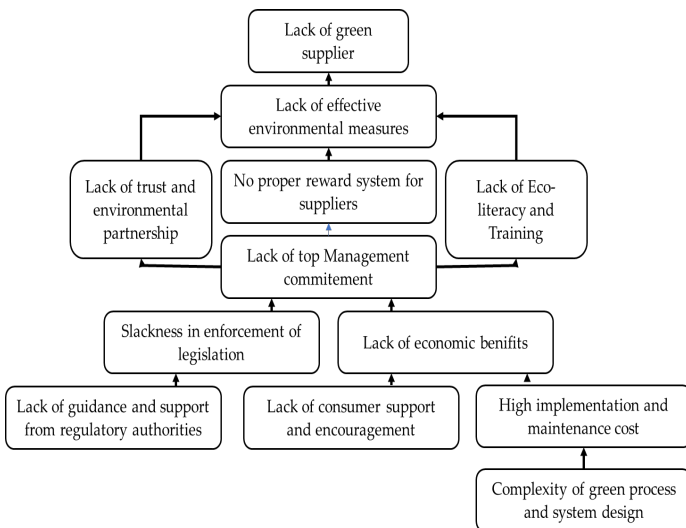 Lack of green
supplier
Lack of effective
environmental measures
Lack of trust and
environmental
partnership
No proper reward system for
suppliers
Lack of Eco-
literacy and
Training
Lack of top Management
commitement
Slackness in enforcement of
legislation
Lack of economic benifits
Lack of guidance and support
from regulatory authorities
Lack of consumer support
and encouragement
High implementation and
maintenance cost
Complexity of green process
and system design